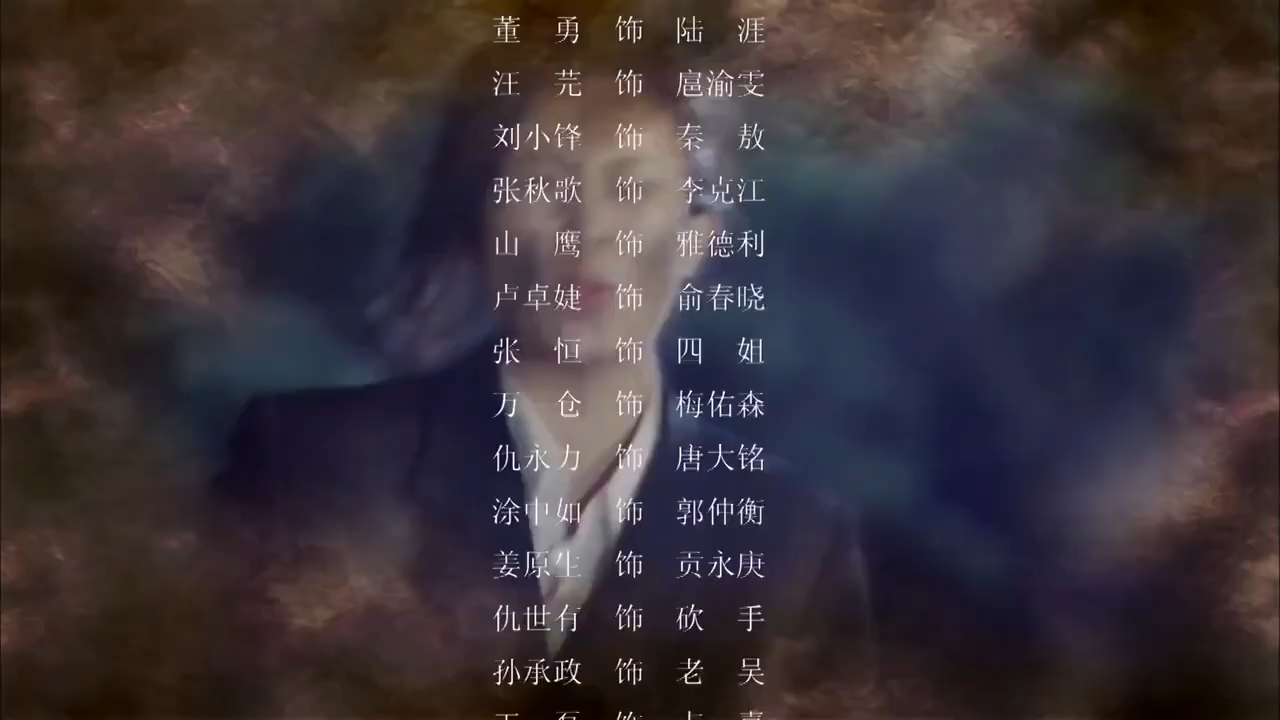 董勇 饰 陆涯
汪芫 饰 扈渝雯
刘小锋 饰 秦敖
张秋歌 饰 李克江
山鹰 饰 雅德利
卢卓婕 饰 俞春晓
张恒 饰 四姐
万仓 饰 梅佑森
仇永力 饰 唐大铭
涂中如 饰 郭仲衡
姜原生 饰 贡永庚
仇世有 饰 砍手
孙承政 饰 老吴